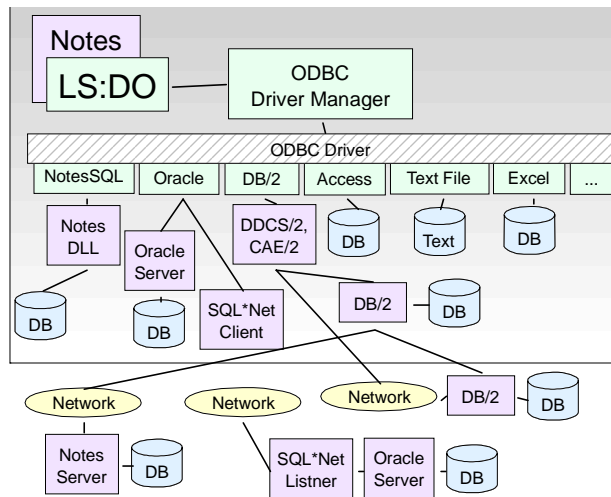 Notes
LS:DO
ODBC
Driver Manager
ODBC Driver
NotesSQL
Oracle
DB/2
Access
Text File
Excel
...
Notes
DLL
Oracle
Server
DDCS/2,
CAE/2
DB
Text
DB
DB
DB
SQL*Net
Client
DB/2
DB
Network
Network
Network
DB/2
DB
Notes
Server
DB
SQL*Net
Listner
Oracle
Server
DB